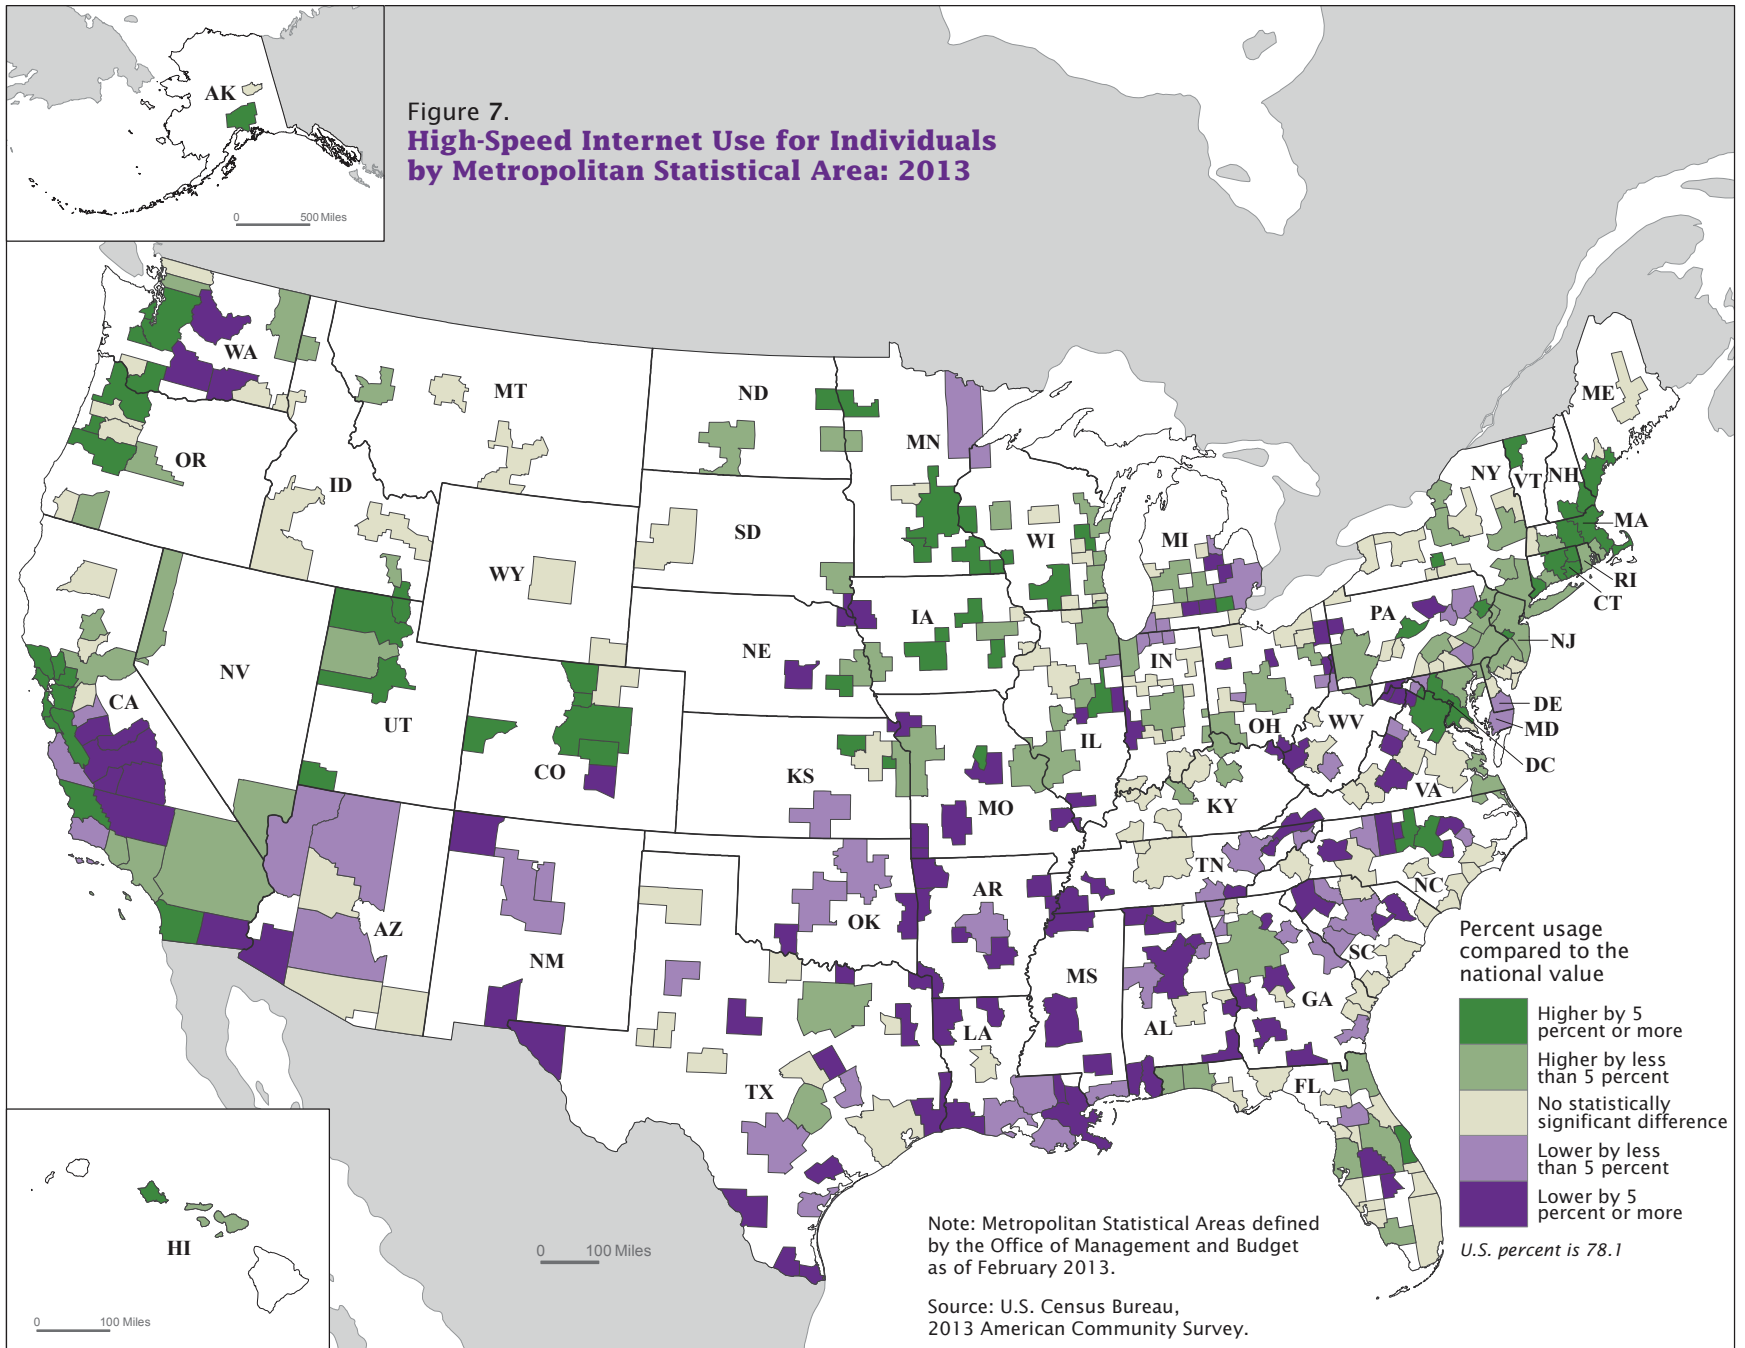 AK
0 500 Miles
Figure 7.
High-Speed Internet Use for Individuals
by Metropolitan Statistical Area: 2013
WA
MT
ND
MN
ME
OR
ID
NY
VT
NH
SD
WI
MI
MA
WY
RI
CT
IA
PA
NJ
NE
IN
NV
CA
UT
OH
WV
DE
MD
IL
DC
CO
KS
MO
KY
VA
TN
AR
NC
OK
AZ
NM
MS
SC
GA
AL
LA
TX
FL
Percent usage
compared to the
national value
Higher by 5
percent or more
Higher by less
than 5 percent
No statistically
significant difference
Lower by less
than 5 percent
Lower by 5
percent or more
U.S. percent is 78.1
HI
0 100 Miles
0 100 Miles
Note: Metropolitan Statistical Areas defined
by the Office of Management and Budget
as of February 2013.
Source: U.S. Census Bureau,
2013 American Community Survey.